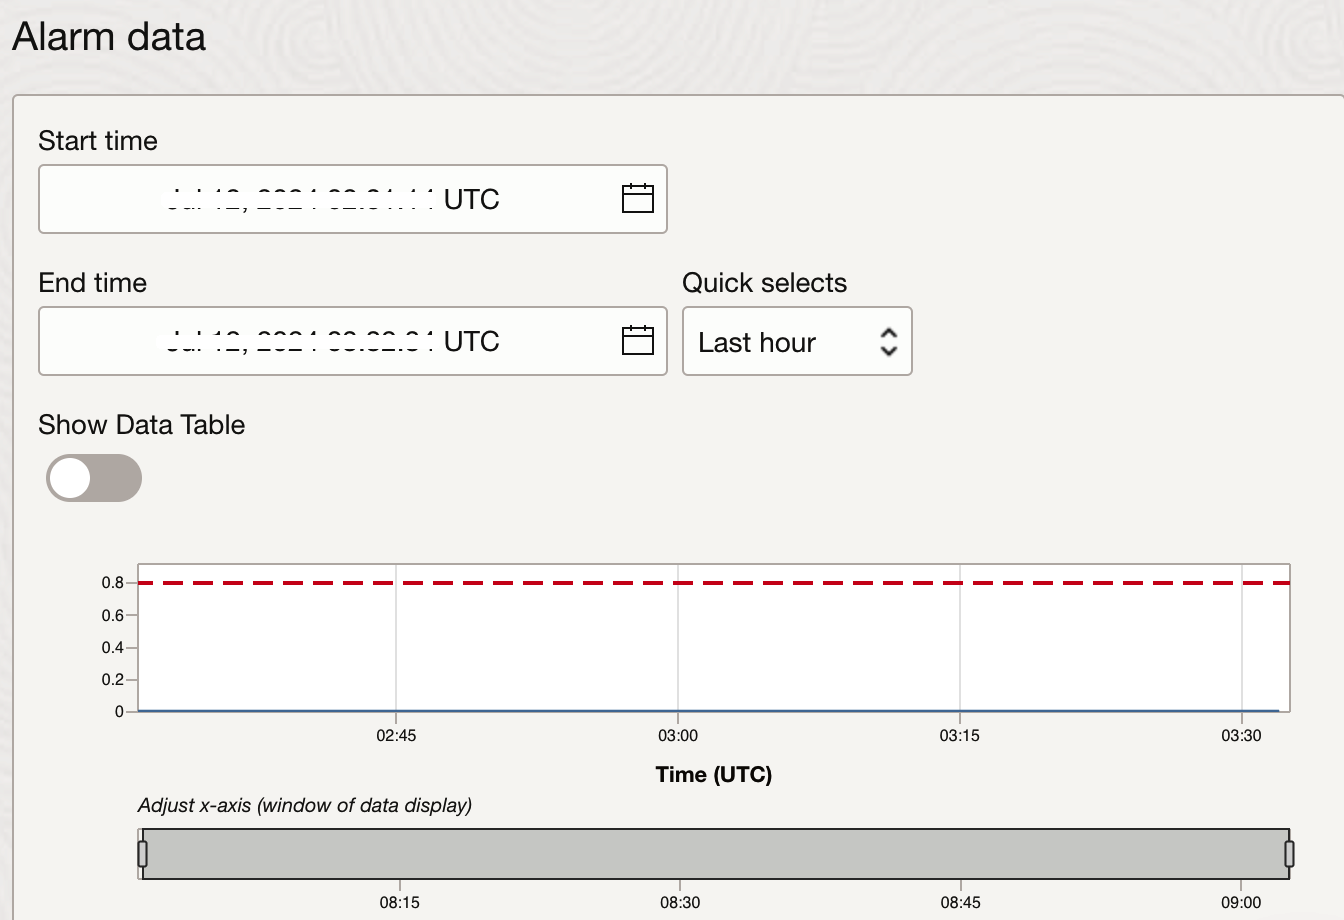 Alarm data
Start time
UTC
End time
Quick selects
UTC
Last hour
Show Data Table
0.8
0.6
0.4
0.2
0
02:45 03:00 03:15 03:30
Time (UTC)
Adjust x-axis (window of data display)
08:15 08:30 08:45 09:00